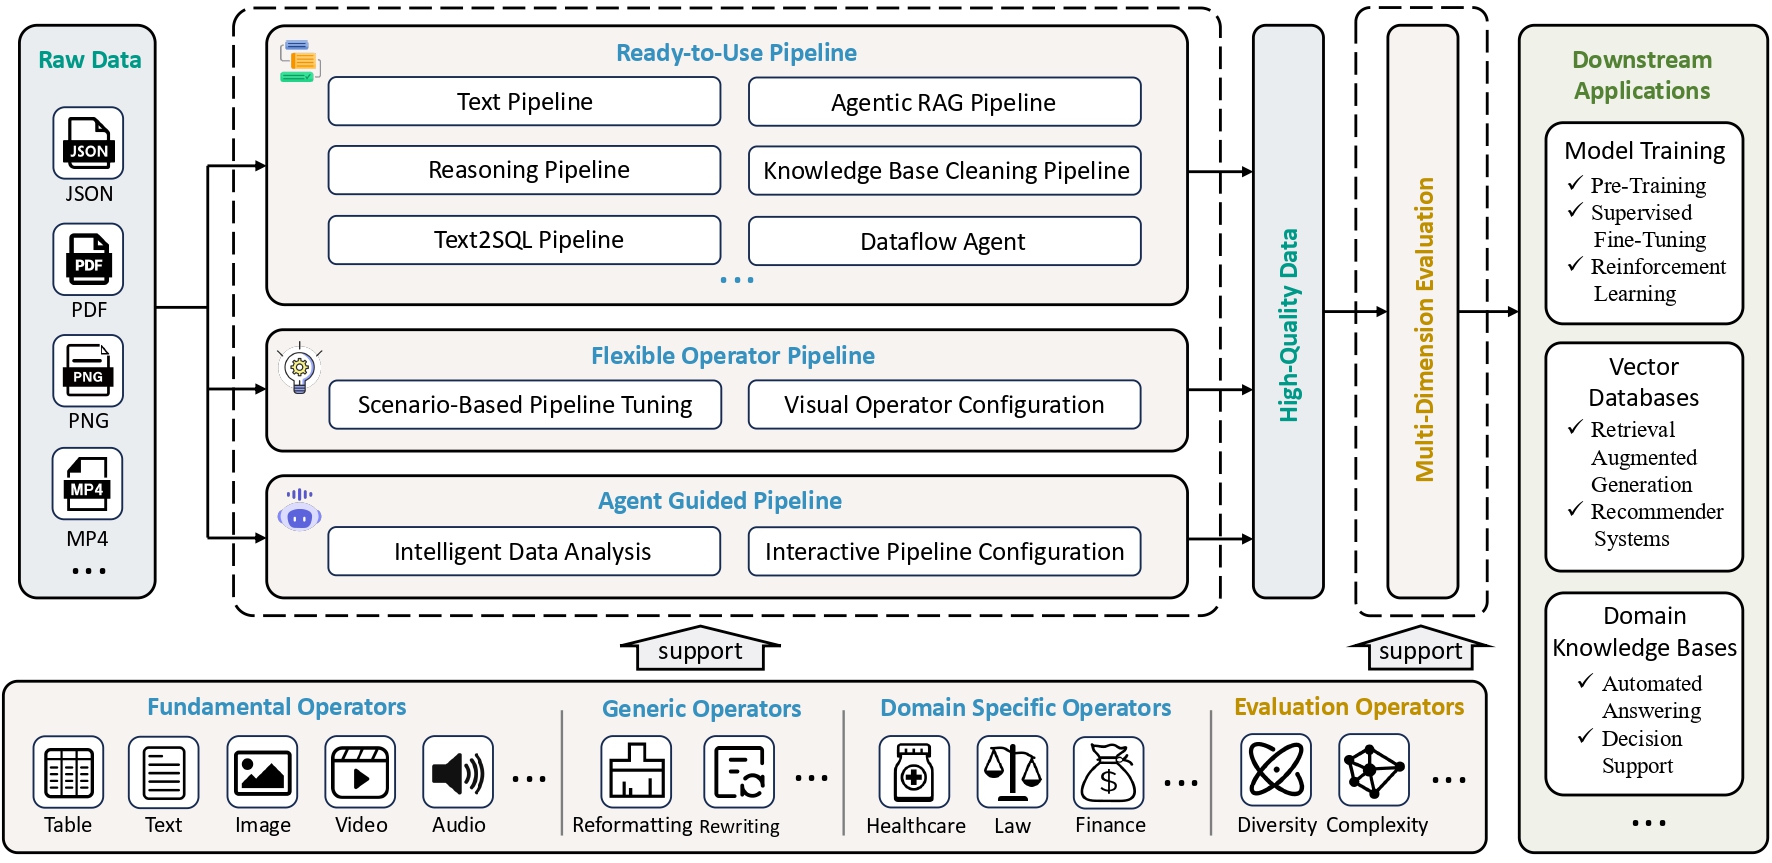 Raw Data
JSON
JSON
PDF
PDF
PNG
PNG
MP4
MP4
...
Ready-to-Use Pipeline
Text Pipeline
Agentic RAG Pipeline
Reasoning Pipeline
Knowledge Base Cleaning Pipeline
Text2SQL Pipeline
Dataflow Agent
...
Flexible Operator Pipeline
Scenario-Based Pipeline Tuning
Visual Operator Configuration
Agent Guided Pipeline
Intelligent Data Analysis
Interactive Pipeline Configuration
High-Quality Data
Multi-Dimension Evaluation
Downstream
Applications
Model Training
✓ Pre-Training
✓ Supervised
Fine-Tuning
✓ Reinforcement
Learning
Vector
Databases
✓ Retrieval
Augmented
Generation
✓ Recommender
Systems
Domain
Knowledge Bases
✓ Automated
Answering
✓ Decision
Support
...
support
support
Fundamental Operators
Table
Text
Image
Video
Audio
...
Generic Operators
Reformatting
Rewriting
...
Domain Specific Operators
Healthcare
Law
$
Finance
...
Evaluation Operators
Diversity
Complexity
...